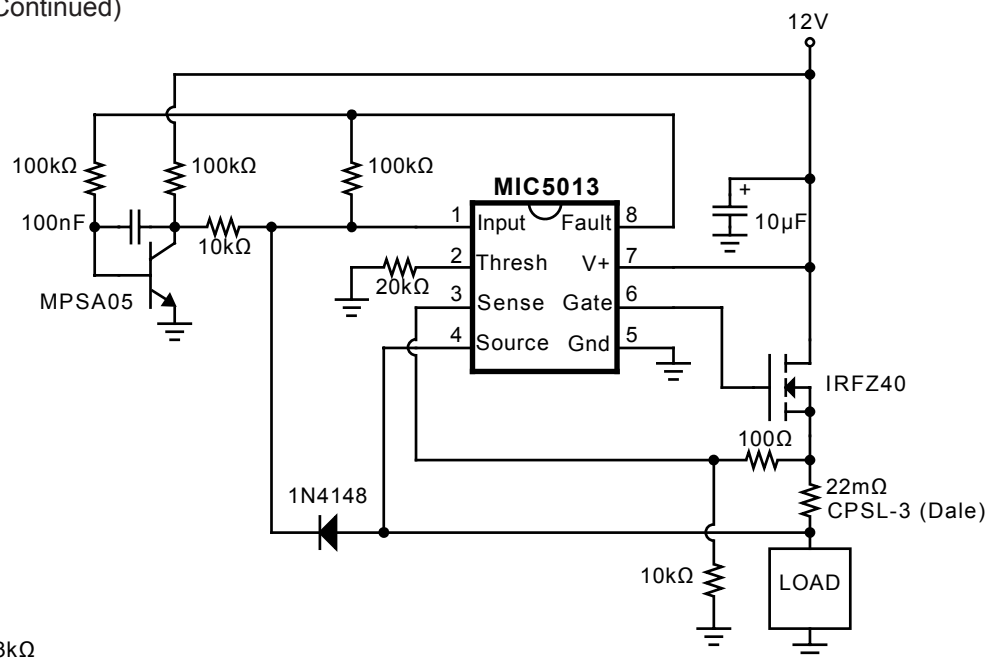 Continued)
12V
100kΩ
100kΩ
100kΩ
100nF
10kΩ
MPSA05
MIC5013
1 Input Fault 8
2 Thresh V+ 7
3 Sense Gate 6
4 Source Gnd 5
20kΩ
+
10µF
IRFZ40
100Ω
22mΩ
CPSL-3 (Dale)
1N4148
10kΩ
LOAD
3kΩ